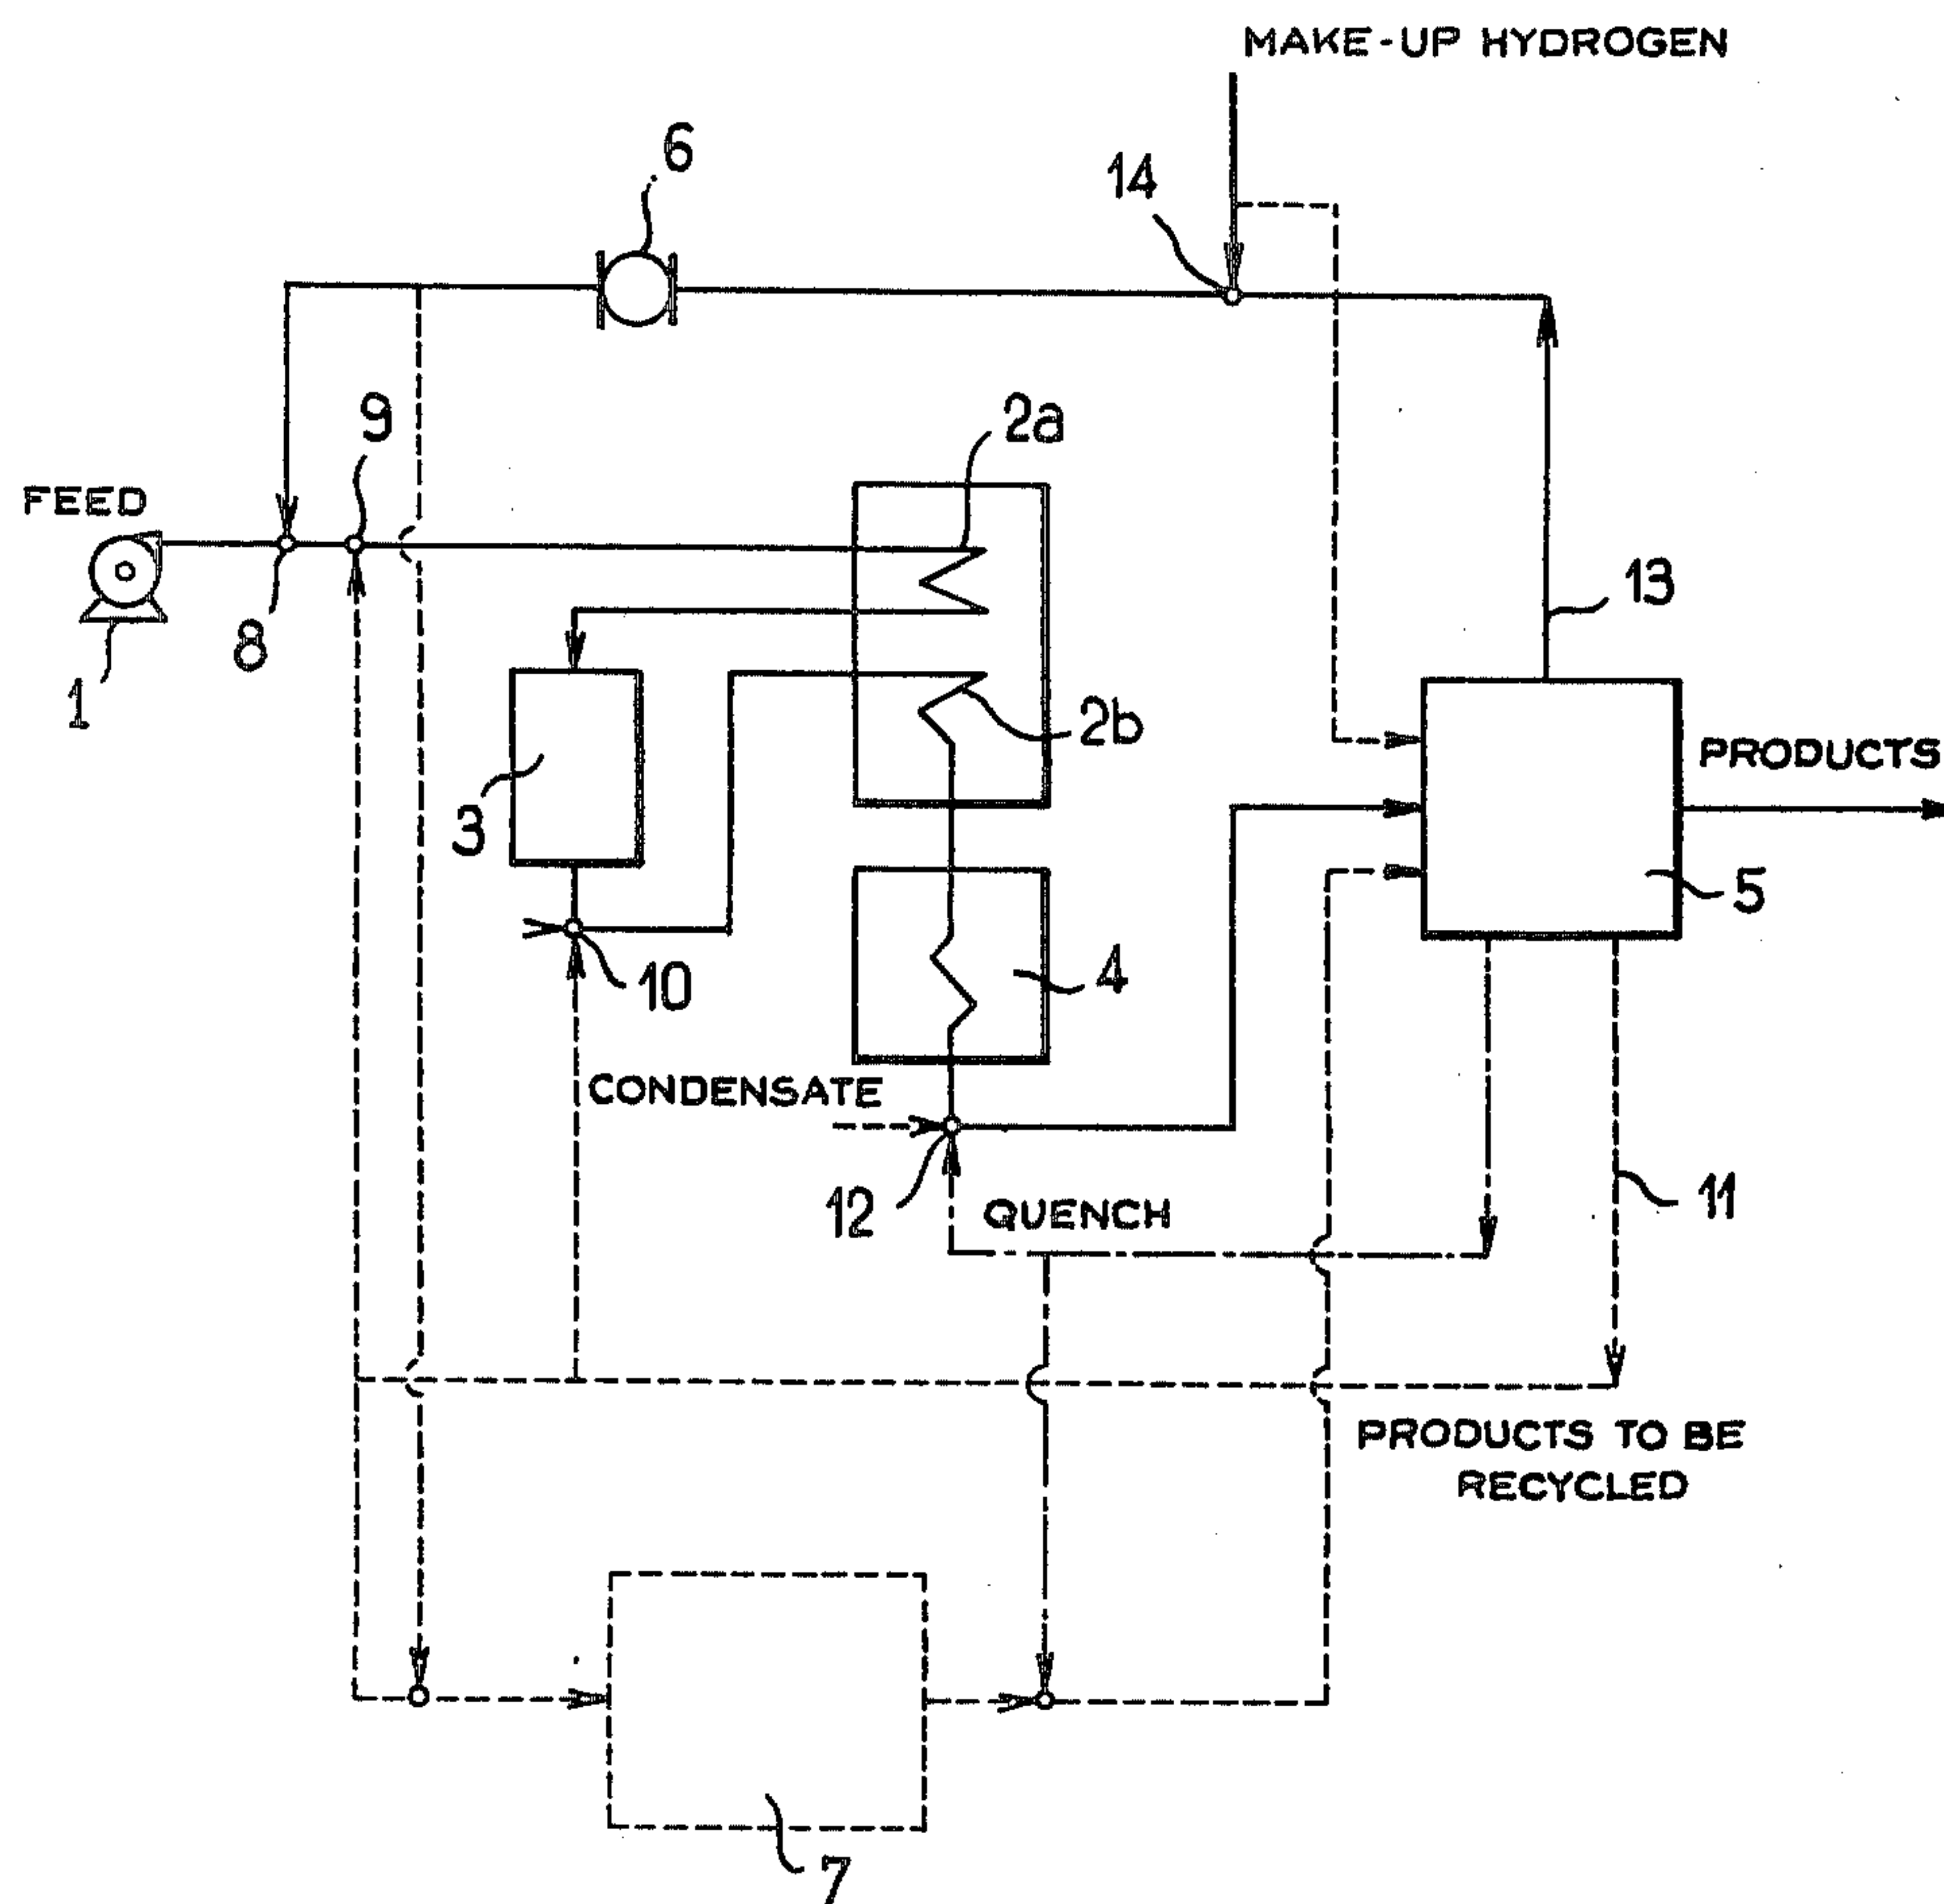 MAKE-UP HYDROGEN
6
14
9
2a
FEED
13
8
1
2b
PRODUCTS
3
5
10
4
CONDENSATE
12
QUENCH
11
PRODUCTS TO BE
RECYCLED
7